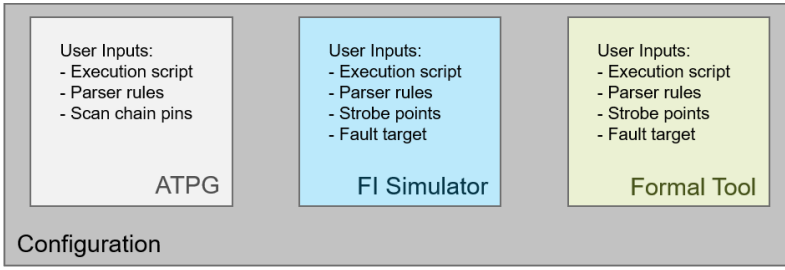 User Inputs:
- Execution script
- Parser rules
- Scan chain pins
ATPG
User Inputs:
- Execution script
- Parser rules
- Strobe points
- Fault target
FI Simulator
User Inputs:
- Execution script
- Parser rules
- Strobe points
- Fault target
Formal Tool
Configuration